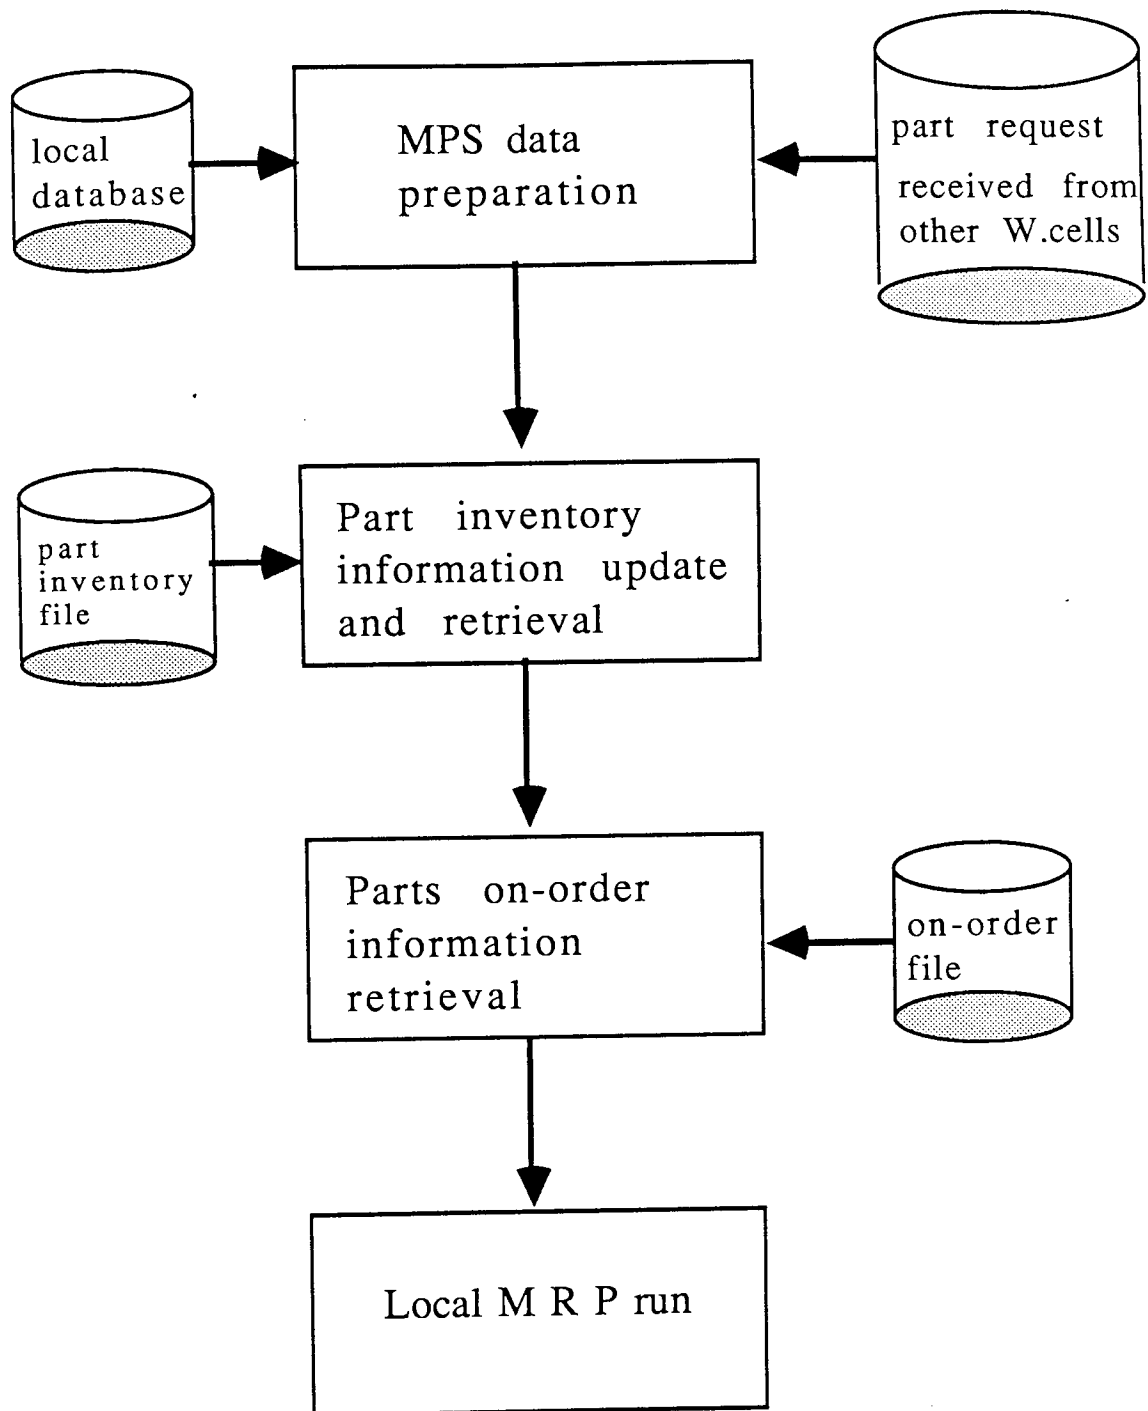 local
database
MPS data
preparation
part request
received from
other W.cells
part
inventory
file
Part inventory
information update
and retrieval
Parts on-order
information
retrieval
on-order
file
Local M R P run